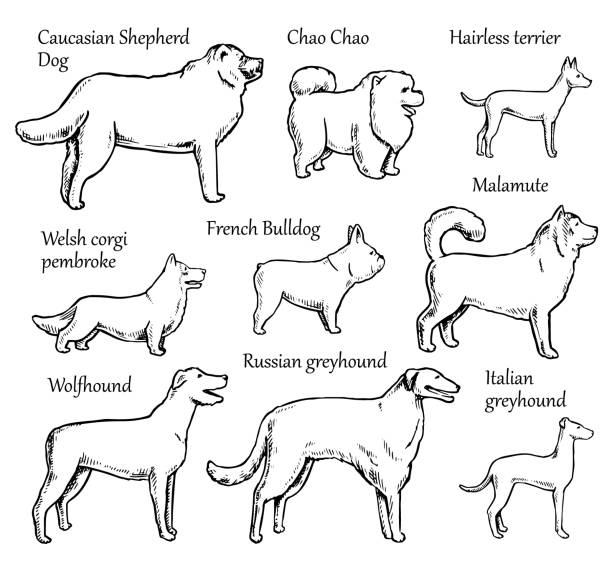 Caucasian Shepherd
Dog
Chao Chao
Hairless terrier
Malamute
Welsh corgi
pembroke
French Bulldog
Wolfhound
Russian greyhound
Italian
greyhound